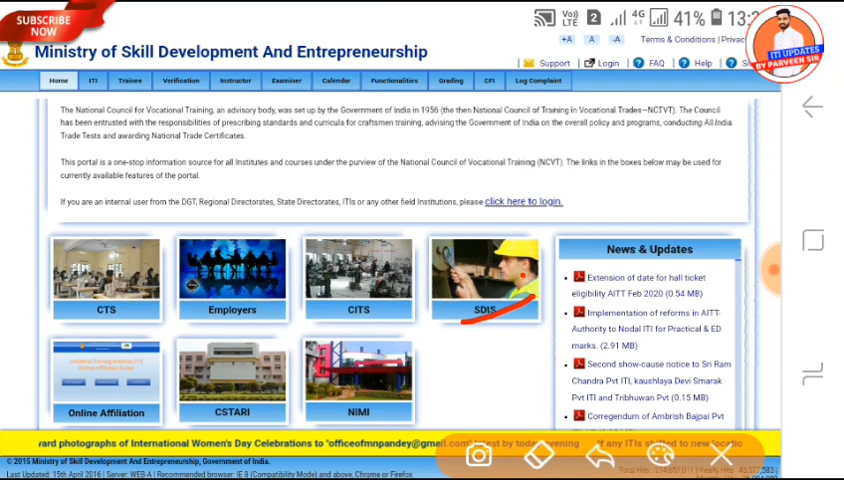 SUBSCRIBE
NOW
Vo))
LTE
2
4G
41%
+A
A
-A
Terms & Conditions
Ministry of Skill Development And Entrepreneurship
Support
Login
FAQ
Help
ITI UPDATES
BY PARVEEN SIR
Home
ITI
Trainee
Verification
Instructor
Examiner
Calendar
Functionalities
Grading
CFI
Log Complaint
The National Council for Vocational Training, an advisory body, was set up by the Government of India in 1956 (the then National Council of Training in Vocational Trades—NCTVT). The Council
has been entrusted with the responsibilities of prescribing standards and curricula for craftsmen training, advising the Government of India on the overall policy and programs, conducting All India
Trade Tests and awarding National Trade Certificates.
This portal is a one-stop information source for all Institutes and courses under the purview of the National Council of Vocational Training (NCVT). The links in the boxes below may be used for
currently available features of the portal.
If you are an internal user from the DGT, Regional Directorates, State Directorates, ITIs or any other field Institutions, please click here to login.
CTS
Employers
CITS
SDIS
Online Affiliation
CSTARI
NIMI
News & Updates
Extension of date for hall ticket
eligibility AITT Feb 2020 (0.54 MB)
Implementation of reforms in AITT-
Authority to Nodal ITI for Practical & ED
marks. (2.91 MB)
Second show-cause notice to Sri Ram
Chandra Pvt ITI, kaushlaya Devi Smarak
Pvt ITI and Tribhuwan Pvt (0.15 MB)
Corregendum of Ambrish Bajpai Pvt
ard photographs of International Women's Day Celebrations to "officeofmnpandey@gmail.com" latest by today evening
If any ITIs shifted to new locatio
© 2015 Ministry of Skill Development And Entrepreneurship, Government of India.
Last Updated: 15th April 2016 | Server: WEB-A | Recommended browser: IE 8 (Compatibility Mode) and above, Chrome or Firefox.